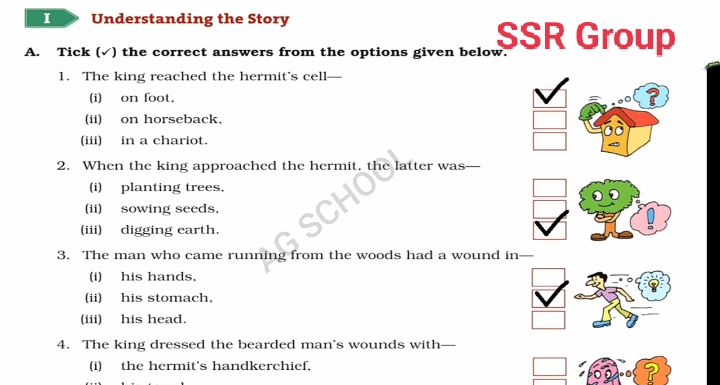 I Understanding the Story
SSR Group
A. Tick (✓) the correct answers from the options given below.
1. The king reached the hermit's cell—
(i) on foot,
(ii) on horseback,
(iii) in a chariot.
2. When the king approached the hermit, the latter was—
(i) planting trees,
(ii) sowing seeds,
(iii) digging earth.
AG SCHOOL
3. The man who came running from the woods had a wound in—
(i) his hands,
(ii) his stomach,
(iii) his head.
4. The king dressed the bearded man's wounds with—
(i) the hermit's handkerchief,